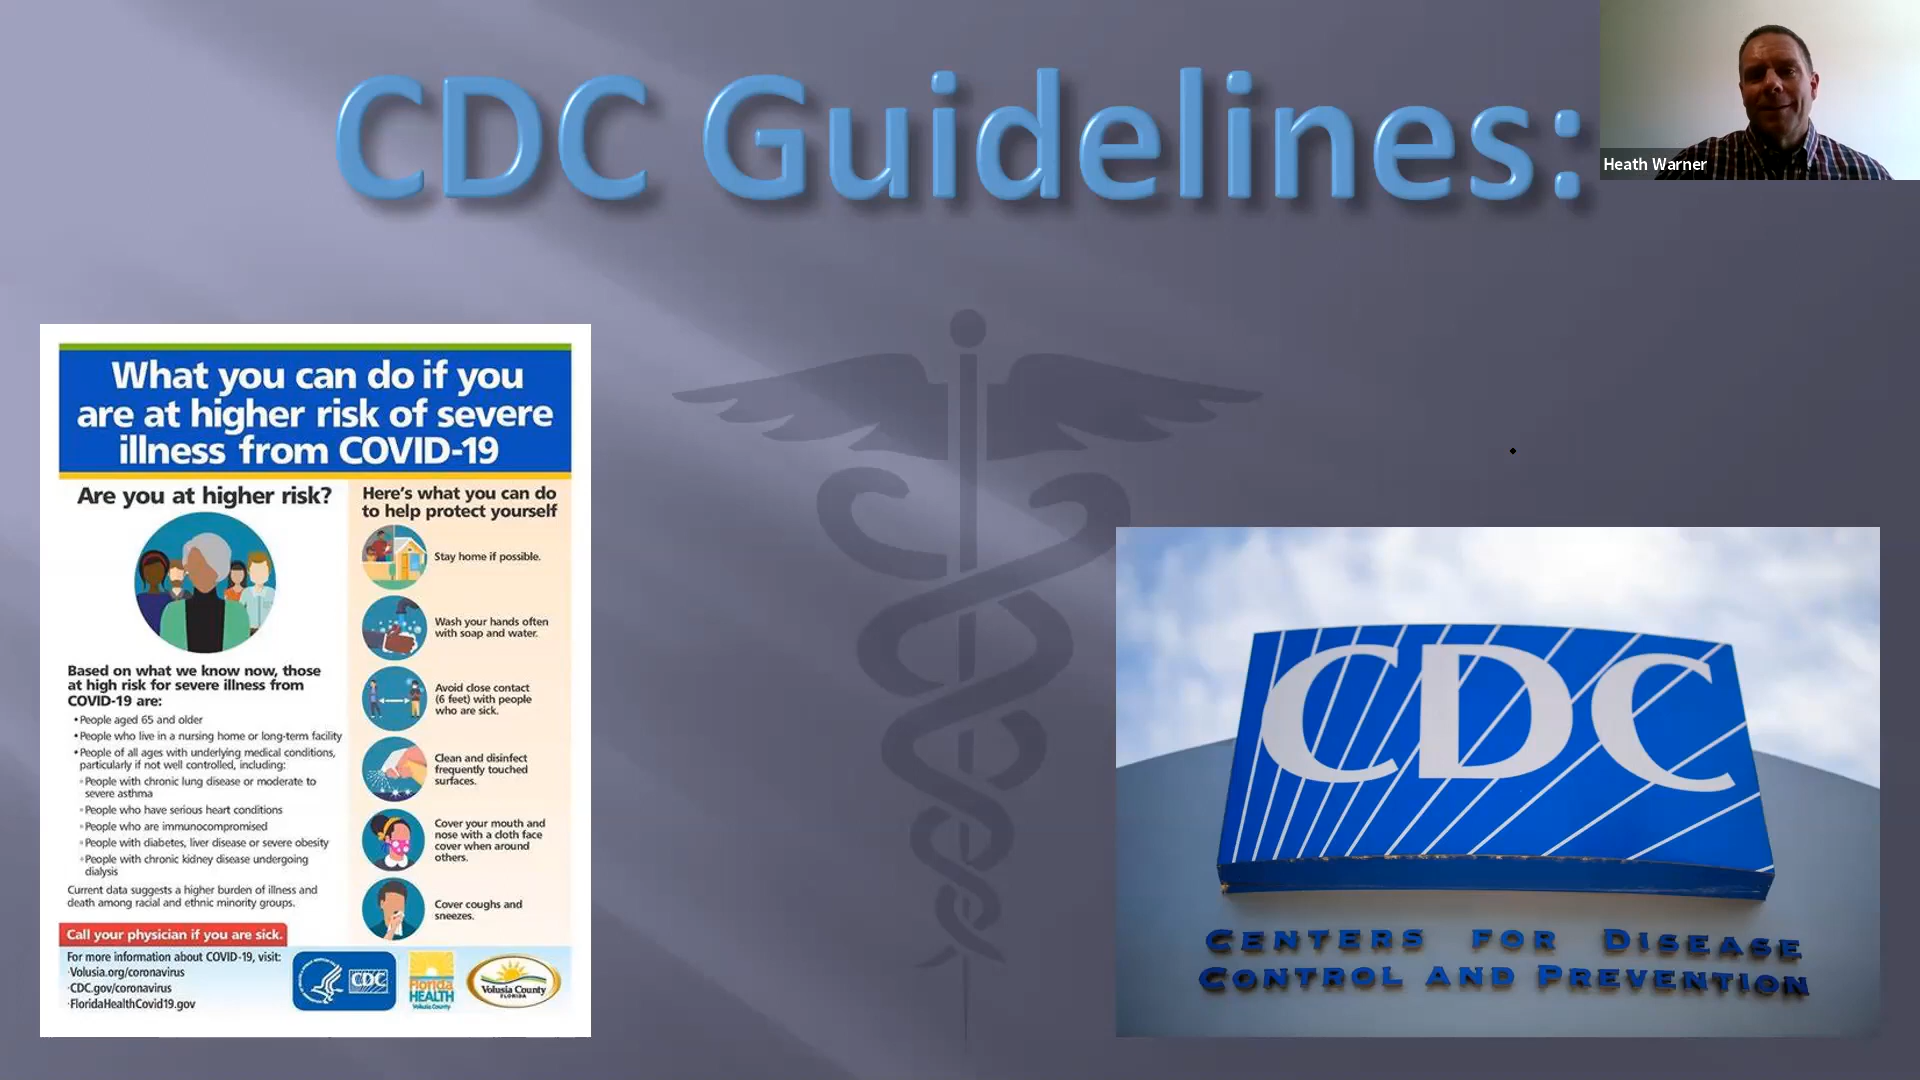 CDC Guidelines:
Heath Warner
What you can do if you
are at higher risk of severe
illness from COVID-19
Are you at higher risk?
Based on what we know now, those
at high risk for severe illness from
COVID-19 are:
•People aged 65 and older
•People who live in a nursing home or long-term facility
•People of all ages with underlying medical conditions,
particularly if not well controlled, including:
◦People with chronic lung disease or moderate to
severe asthma
◦People who have serious heart conditions
◦People who are immunocompromised
◦People with diabetes, liver disease or severe obesity
◦People with chronic kidney disease undergoing
dialysis
Current data suggests a higher burden of illness and
death among racial and ethnic minority groups.
Call your physician if you are sick.
Here's what you can do
to help protect yourself
Stay home if possible.
Wash your hands often
with soap and water.
Avoid close contact
(6 feet) with people
who are sick.
Clean and disinfect
frequently touched
surfaces.
Cover your mouth and
nose with a cloth face
cover when around
others.
Cover coughs and
sneezes.
For more information about COVID-19, visit:
·Volusia.org/coronavirus
·CDC.gov/coronavirus
·FloridaHealthCovid19.gov
CDC
Florida
HEALTH
Volusia County
Volusia County
FLORIDA
CDC
CENTERS FOR DISEASE
CONTROL AND PREVENTION